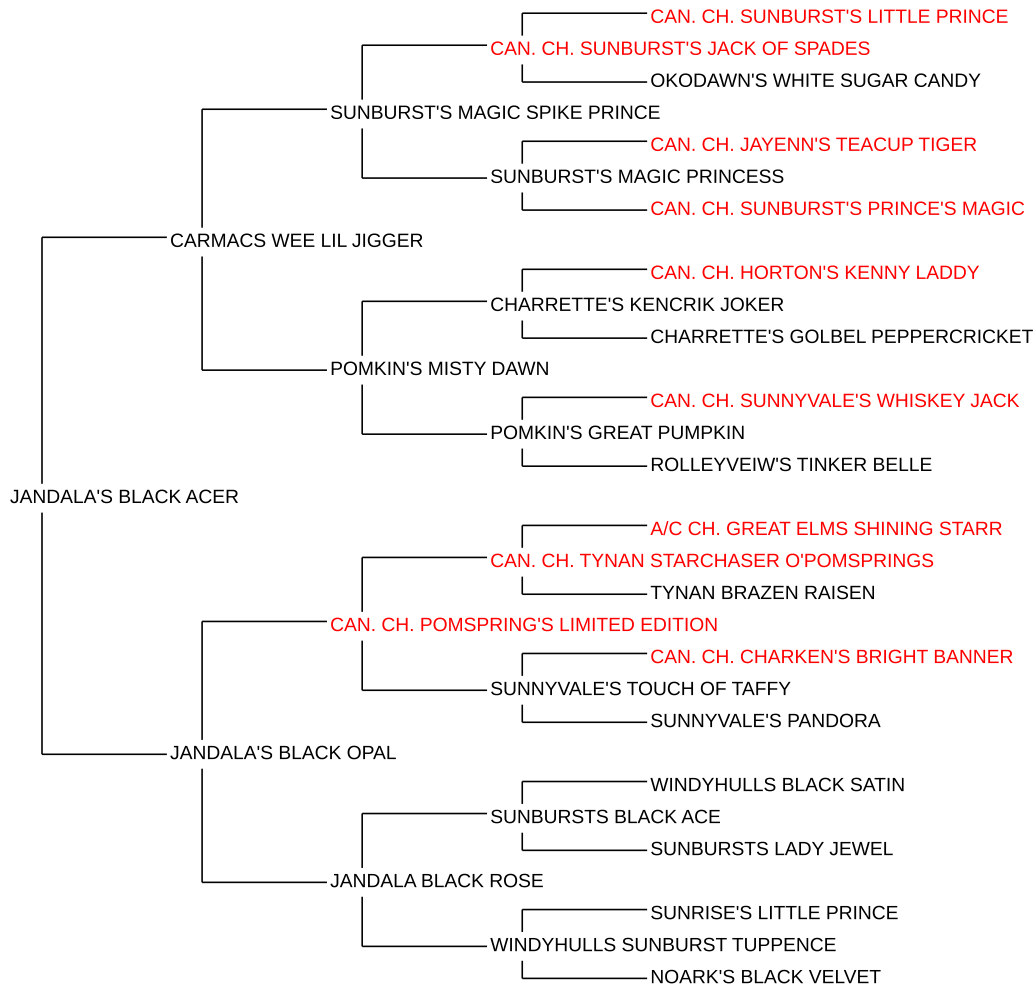 CAN. CH. SUNBURST'S LITTLE PRINCE
CAN. CH. SUNBURST'S JACK OF SPADES
OKODAWN'S WHITE SUGAR CANDY
SUNBURST'S MAGIC SPIKE PRINCE
CAN. CH. JAYENN'S TEACUP TIGER
SUNBURST'S MAGIC PRINCESS
CAN. CH. SUNBURST'S PRINCE'S MAGIC
CARMACS WEE LIL JIGGER
CAN. CH. HORTON'S KENNY LADDY
CHARRETTE'S KENCRIK JOKER
CHARRETTE'S GOLBEL PEPPERCRICKET
POMKIN'S MISTY DAWN
CAN. CH. SUNNYVALE'S WHISKEY JACK
POMKIN'S GREAT PUMPKIN
ROLLEYVEIW'S TINKER BELLE
JANDALA'S BLACK ACER
A/C CH. GREAT ELMS SHINING STARR
CAN. CH. TYNAN STARCHASER O'POMSPRINGS
TYNAN BRAZEN RAISEN
CAN. CH. POMSPRING'S LIMITED EDITION
CAN. CH. CHARKEN'S BRIGHT BANNER
SUNNYVALE'S TOUCH OF TAFFY
SUNNYVALE'S PANDORA
JANDALA'S BLACK OPAL
WINDYHULLS BLACK SATIN
SUNBURSTS BLACK ACE
SUNBURSTS LADY JEWEL
JANDALA BLACK ROSE
SUNRISE'S LITTLE PRINCE
WINDYHULLS SUNBURST TUPPENCE
NOARK'S BLACK VELVET